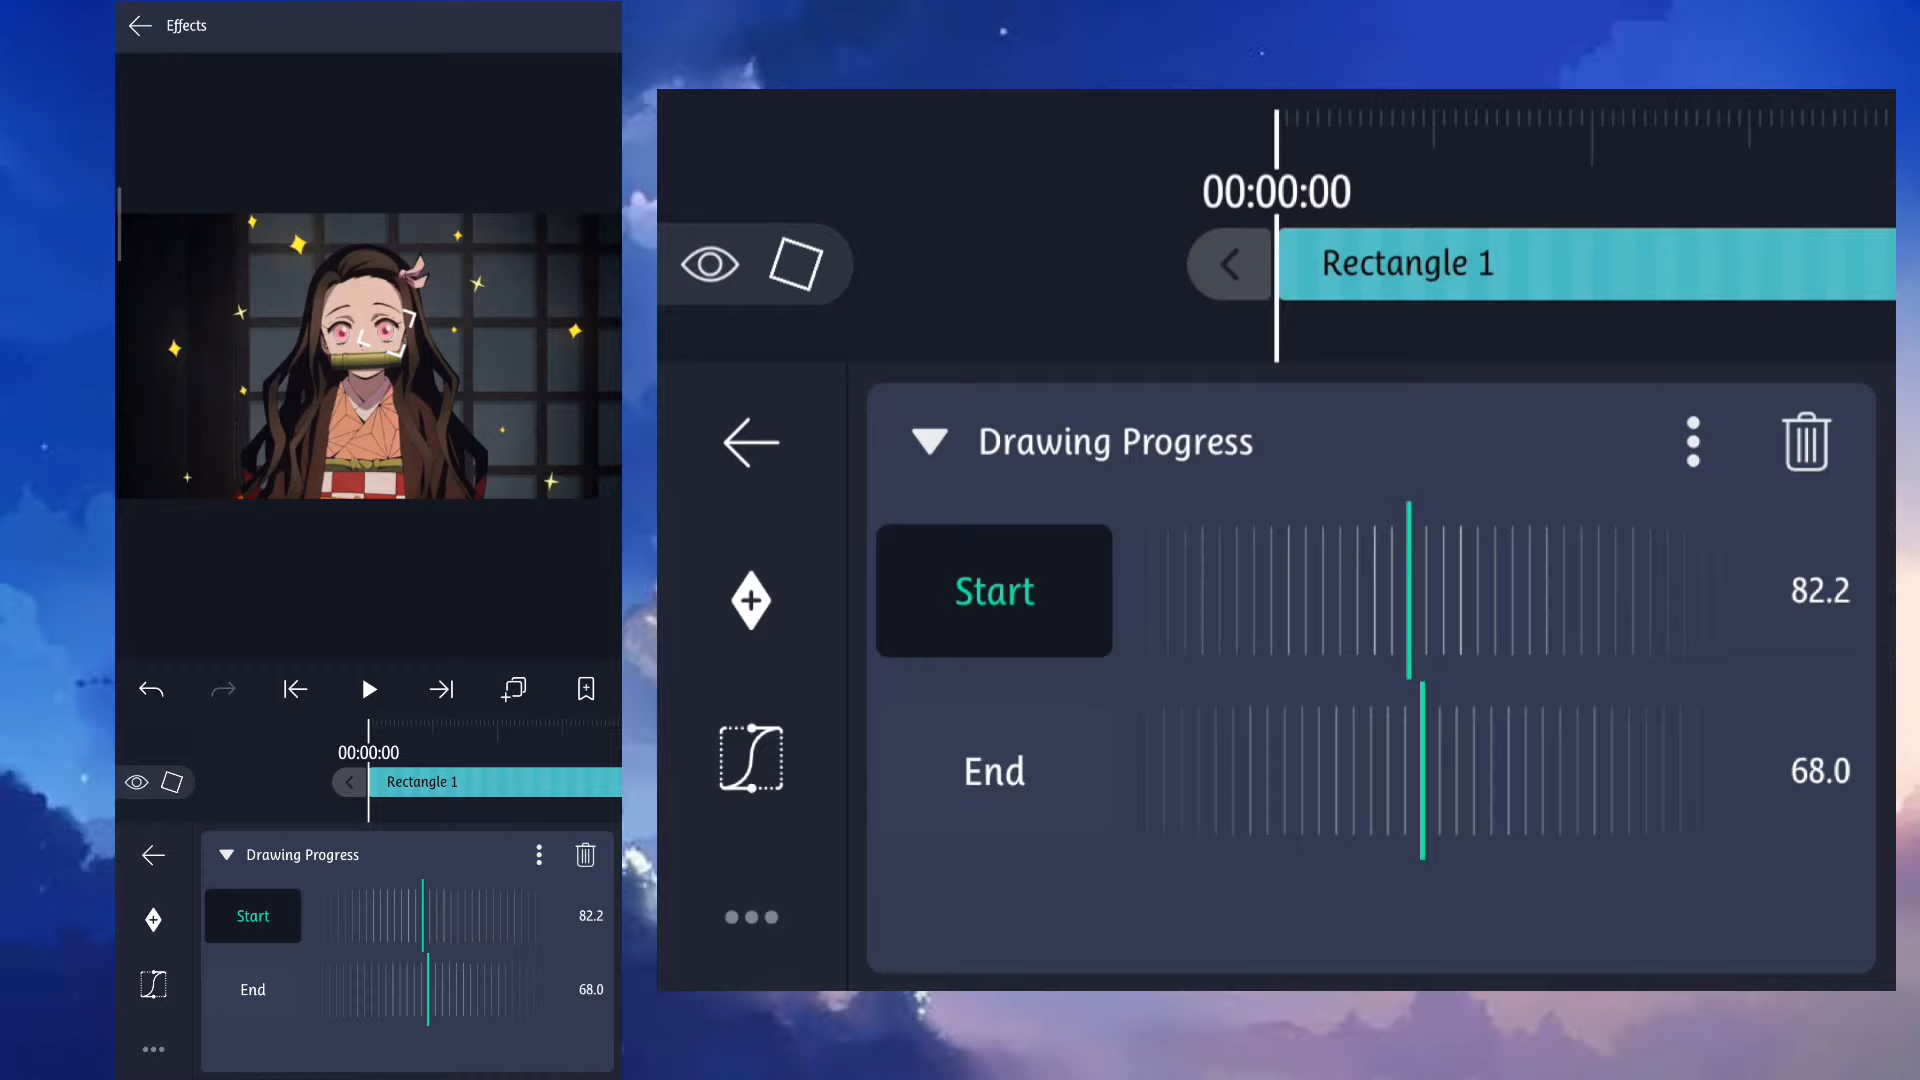 Effects
00:00:00
Rectangle 1
Drawing Progress
Start
82.2
End
68.0
00:00:00
Rectangle 1
Drawing Progress
Start
82.2
End
68.0